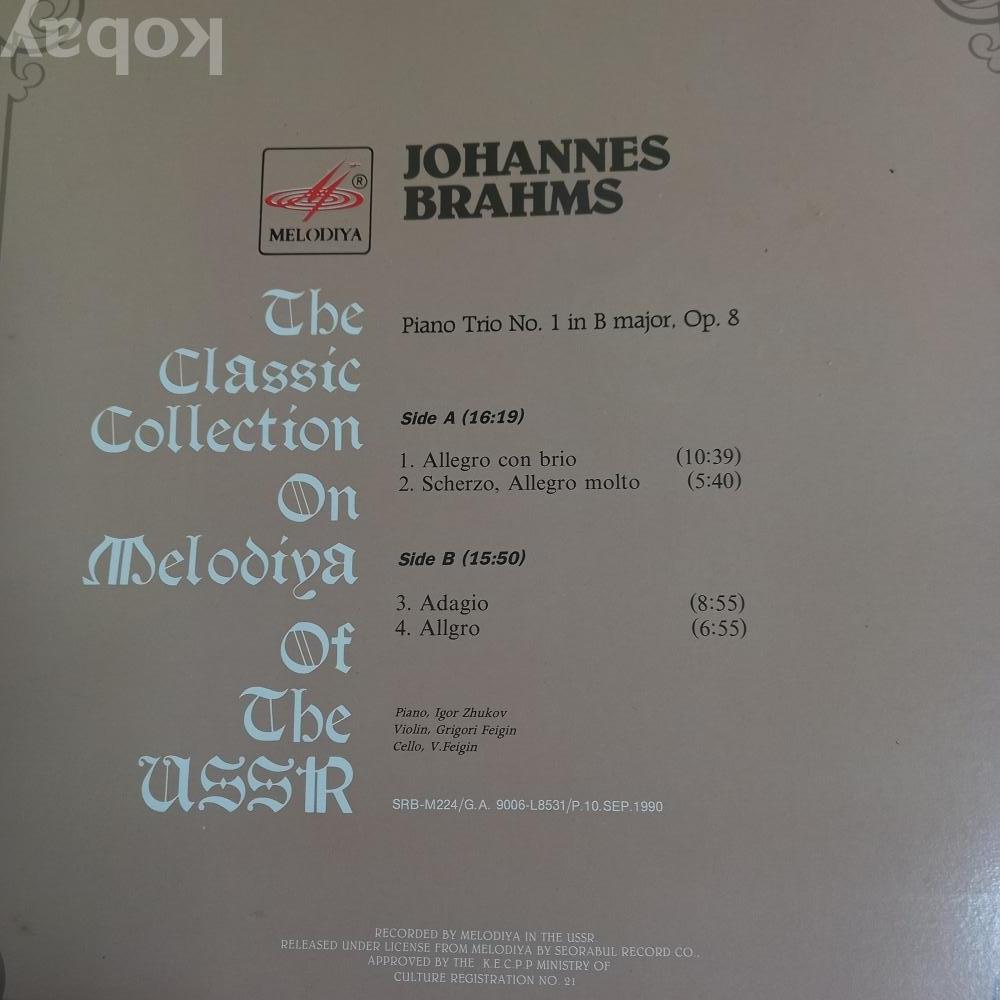 kobay
®
MELODIYA
JOHANNES
BRAHMS
The
Classic
Collection
On
Melodiya
Of
The
USSR
Piano Trio No. 1 in B major, Op. 8
Side A (16:19)
1. Allegro con brio (10:39)
2. Scherzo, Allegro molto (5:40)
Side B (15:50)
3. Adagio (8:55)
4. Allgro (6:55)
Piano, Igor Zhukov
Violin, Grigori Feigin
Cello, V.Feigin
SRB-M224/G.A. 9006-L8531/P.10.SEP.1990
RECORDED BY MELODIYA IN THE USSR
RELEASED UNDER LICENSE FROM MELODIYA BY SEORABUL RECORD CO.,
APPROVED BY THE K.E.C.P.P MINISTRY OF
CULTURE REGISTRATION NO. 21